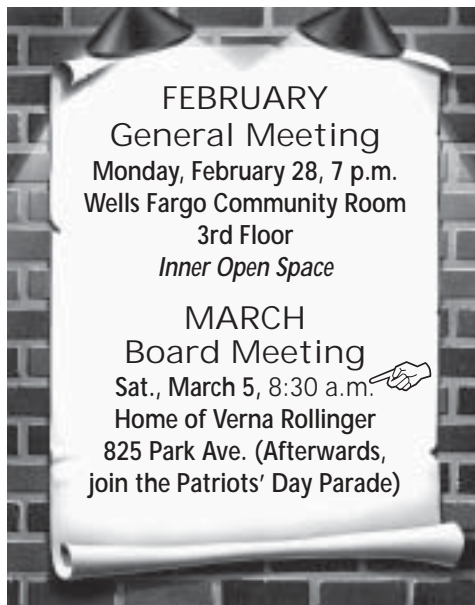 FEBRUARY
General Meeting
Monday, February 28, 7 p.m.
Wells Fargo Community Room
3rd Floor
Inner Open Space
MARCH
Board Meeting
Sat., March 5, 8:30 a.m.
Home of Verna Rollinger
825 Park Ave. (Afterwards,
join the Patriots' Day Parade)